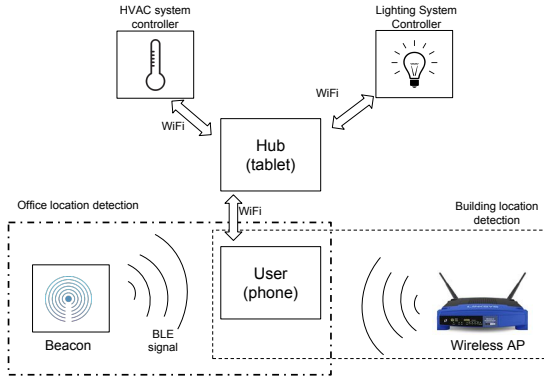 HVAC system
controller
Lighting System
Controller
WiFi
WiFi
Hub
(tablet)
WiFi
Office location detection
Building location
detection
User
(phone)
BLE
signal
Beacon
Wireless AP